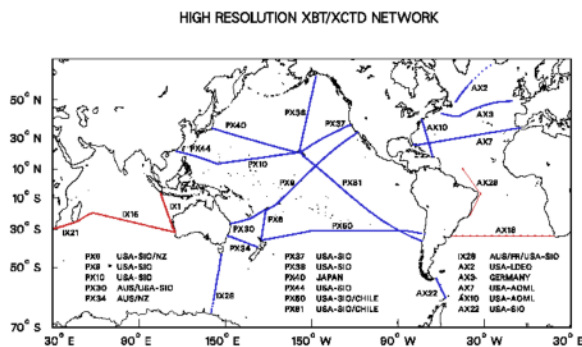 HIGH RESOLUTION XBT/XCTD NETWORK
50° N
30° N
10° N
10° S
30° S
50° S
70° S
AX2
PX38
PX40
PX37
AX3
AX10
PX44
AX7
PX10
PX9
PX81
AX29
IX1
IX15
PX6
IX21
PX30
PX50
AX18
PX34
IX28
AX22
PX6 USA-SIO/NZ
PX9 * USA-SIO
PX10 USA-SIO
PX30 AUS/USA-SIO
PX34 AUS/NZ
PX37 USA-SIO
PX38 USA-SIO
PX40 JAPAN
PX44 USA-SIO
PX50 USA-SIO/CHILE
PX81 USA-SIO/CHILE
IX28 AUS/FR/USA-SIO
AX2 USA-LDEO
AX3 GERMANY
AX7 USA-AOML
AX10 USA-AOML
AX22 USA-SIO
30° E 90° E 150° E 150° W 90° W 30° W 30° E